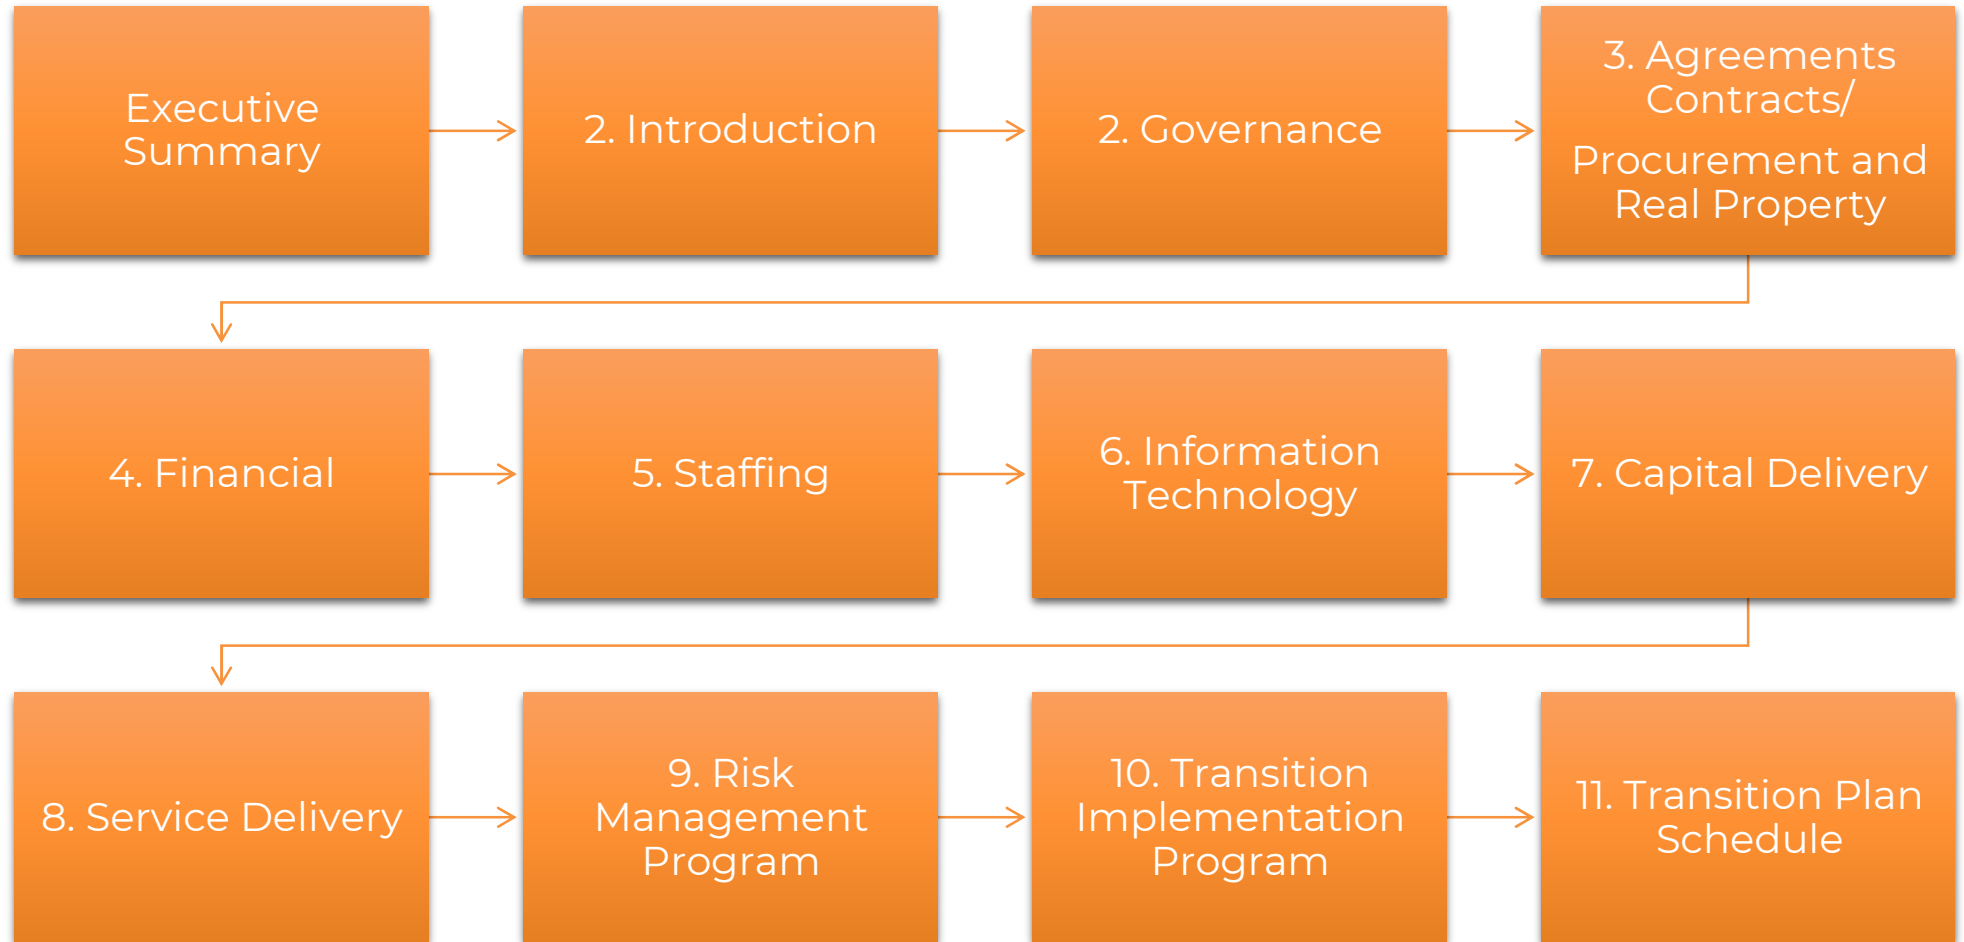 Executive
Summary
2. Introduction
2. Governance
3. Agreements
Contracts/
Procurement and
Real Property
4. Financial
5. Staffing
6. Information
Technology
7. Capital Delivery
8. Service Delivery
9. Risk
Management
Program
10. Transition
Implementation
Program
11. Transition Plan
Schedule